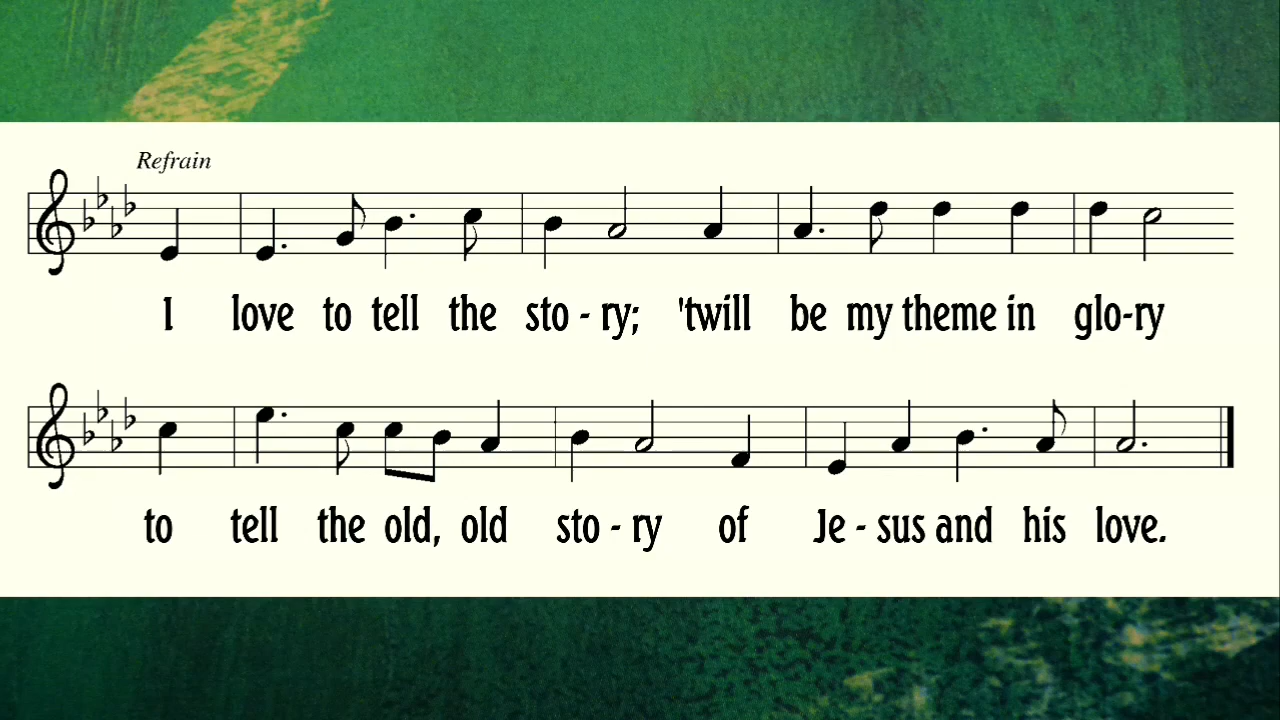 Refrain
I love to tell the sto - ry; 'twill be my theme in glo-ry
to tell the old, old sto - ry of Je - sus and his love.